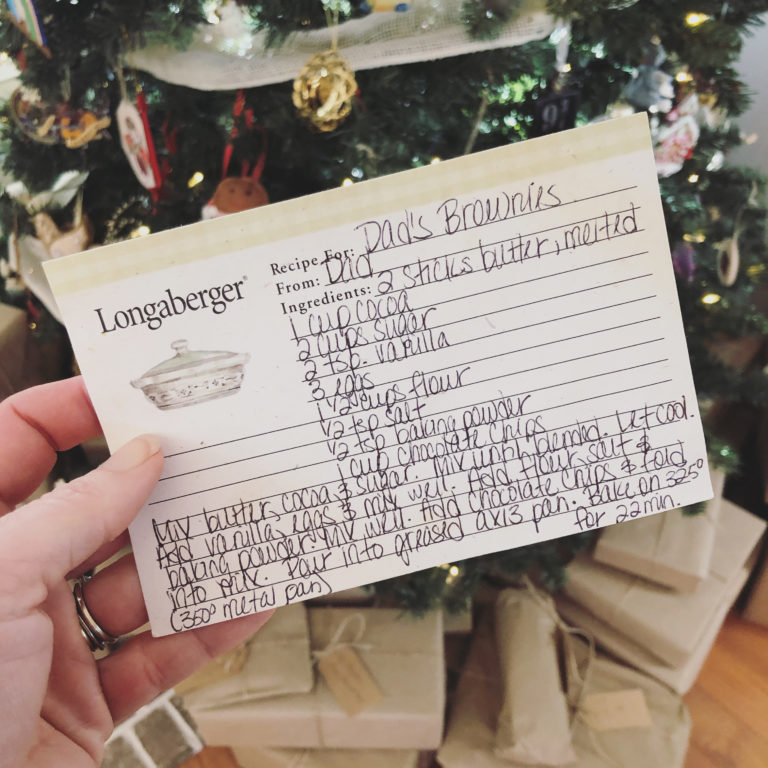 Longaberger®
Recipe For: Dad's Brownies
From: Dad
Ingredients: 2 sticks butter, melted
1 cup cocoa
2 cups sugar
2 tsp. vanilla
3 eggs
1 1/2 cups flour
1/2 tsp salt
1/2 tsp baking powder
1 cup chocolate chips
Mix butter, cocoa & sugar. Mix until blended. Let cool.
Add vanilla, eggs & mix well. Add flour, salt &
baking powder. Mix well. Add chocolate chips & fold
into mix. Pour into greased 9x13 pan. Bake on 325°
for 22 min.
(350° metal pan)